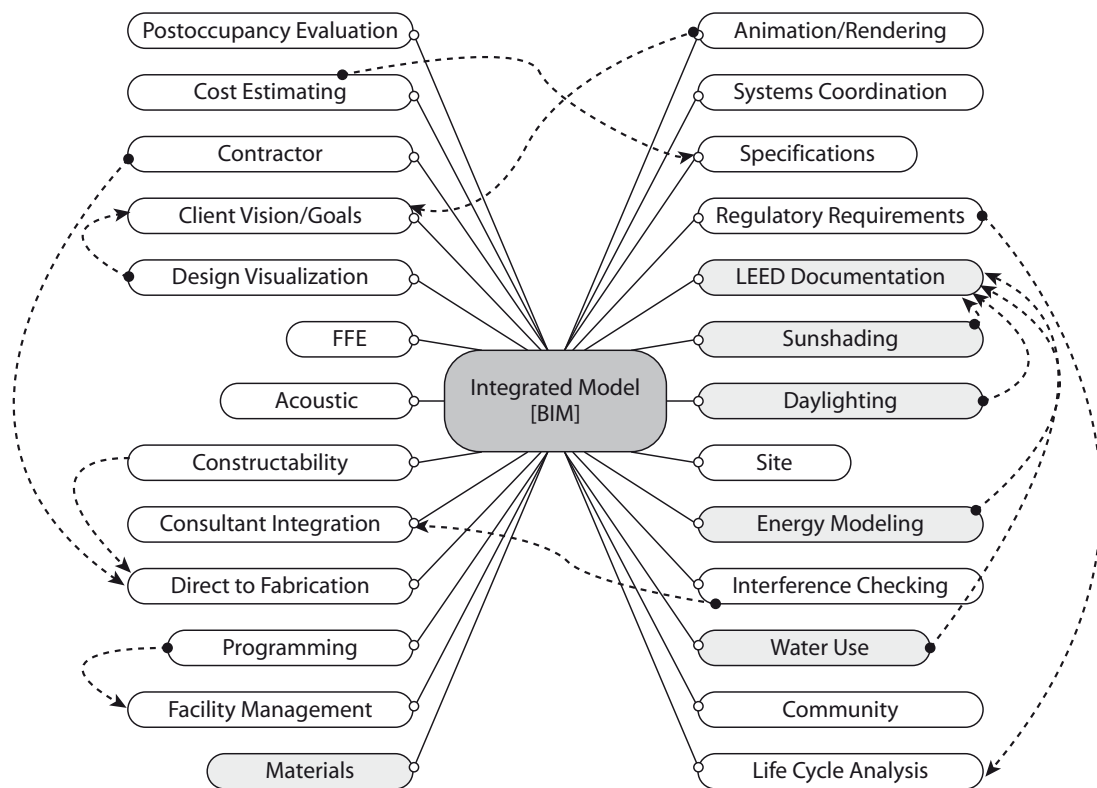 Postoccupancy Evaluation
Cost Estimating
Contractor
Client Vision/Goals
Design Visualization
FFE
Acoustic
Constructability
Consultant Integration
Direct to Fabrication
Programming
Facility Management
Materials
Integrated Model
[BIM]
Animation/Rendering
Systems Coordination
Specifications
Regulatory Requirements
LEED Documentation
Sunshading
Daylighting
Site
Energy Modeling
Interference Checking
Water Use
Community
Life Cycle Analysis